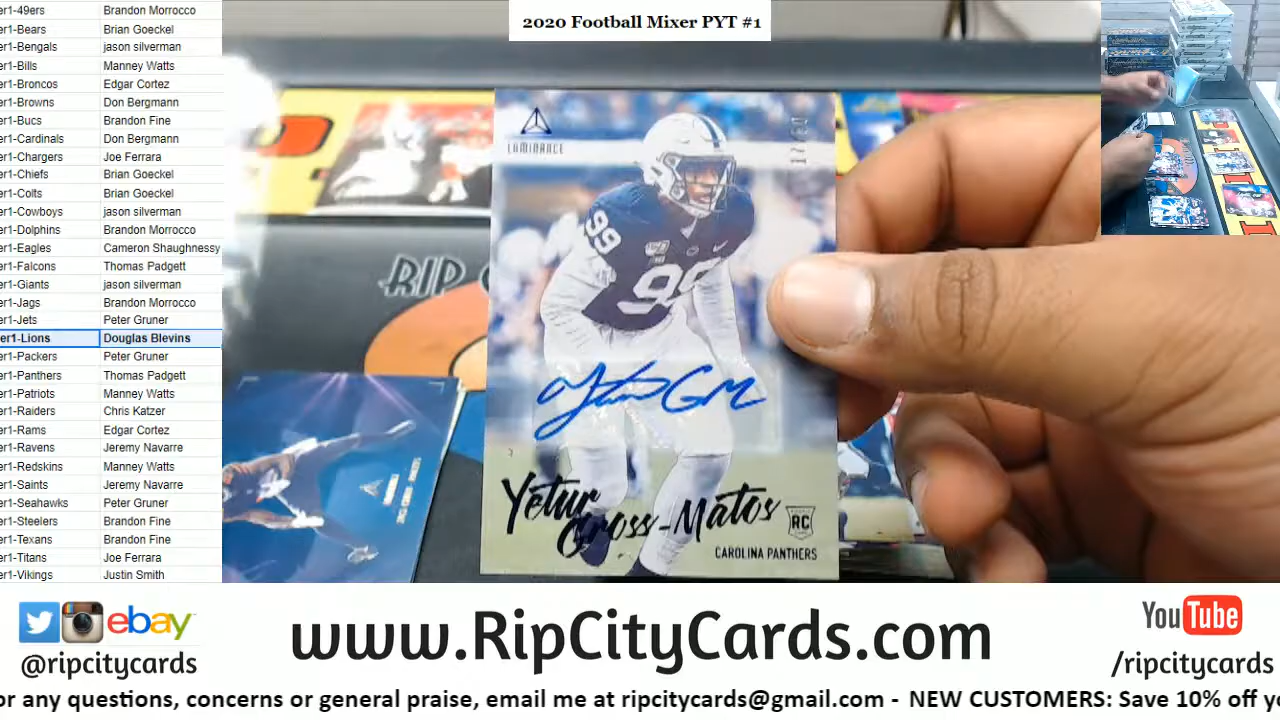 er1-49ers Brandon Morrocco
er1-Bears Brian Goeckel
er1-Bengals jason silverman
er1-Bills Manney Watts
er1-Broncos Edgar Cortez
er1-Browns Don Bergmann
er1-Bucs Brandon Fine
er1-Cardinals Don Bergmann
er1-Chargers Joe Ferrara
er1-Chiefs Brian Goeckel
er1-Colts Brian Goeckel
er1-Cowboys jason silverman
er1-Dolphins Brandon Morrocco
er1-Eagles Cameron Shaughnessy
er1-Falcons Thomas Padgett
er1-Giants jason silverman
er1-Jags Brandon Morrocco
er1-Jets Peter Gruner
er1-Lions Douglas Blevins
er1-Packers Peter Gruner
er1-Panthers Thomas Padgett
er1-Patriots Manney Watts
er1-Raiders Chris Katzer
er1-Rams Edgar Cortez
er1-Ravens Jeremy Navarre
er1-Redskins Manney Watts
er1-Saints Jeremy Navarre
er1-Seahawks Peter Gruner
er1-Steelers Brandon Fine
er1-Texans Brandon Fine
er1-Titans Joe Ferrara
er1-Vikings Justin Smith
2020 Football Mixer PYT #1
LUMINANCE
99
99
RIP
Yetur
Gross-Matos
RC
CAROLINA PANTHERS
ebay
@ripcitycards
www.RipCityCards.com
YouTube
/ripcitycards
or any questions, concerns or general praise, email me at ripcitycards@gmail.com - NEW CUSTOMERS: Save 10% off yo